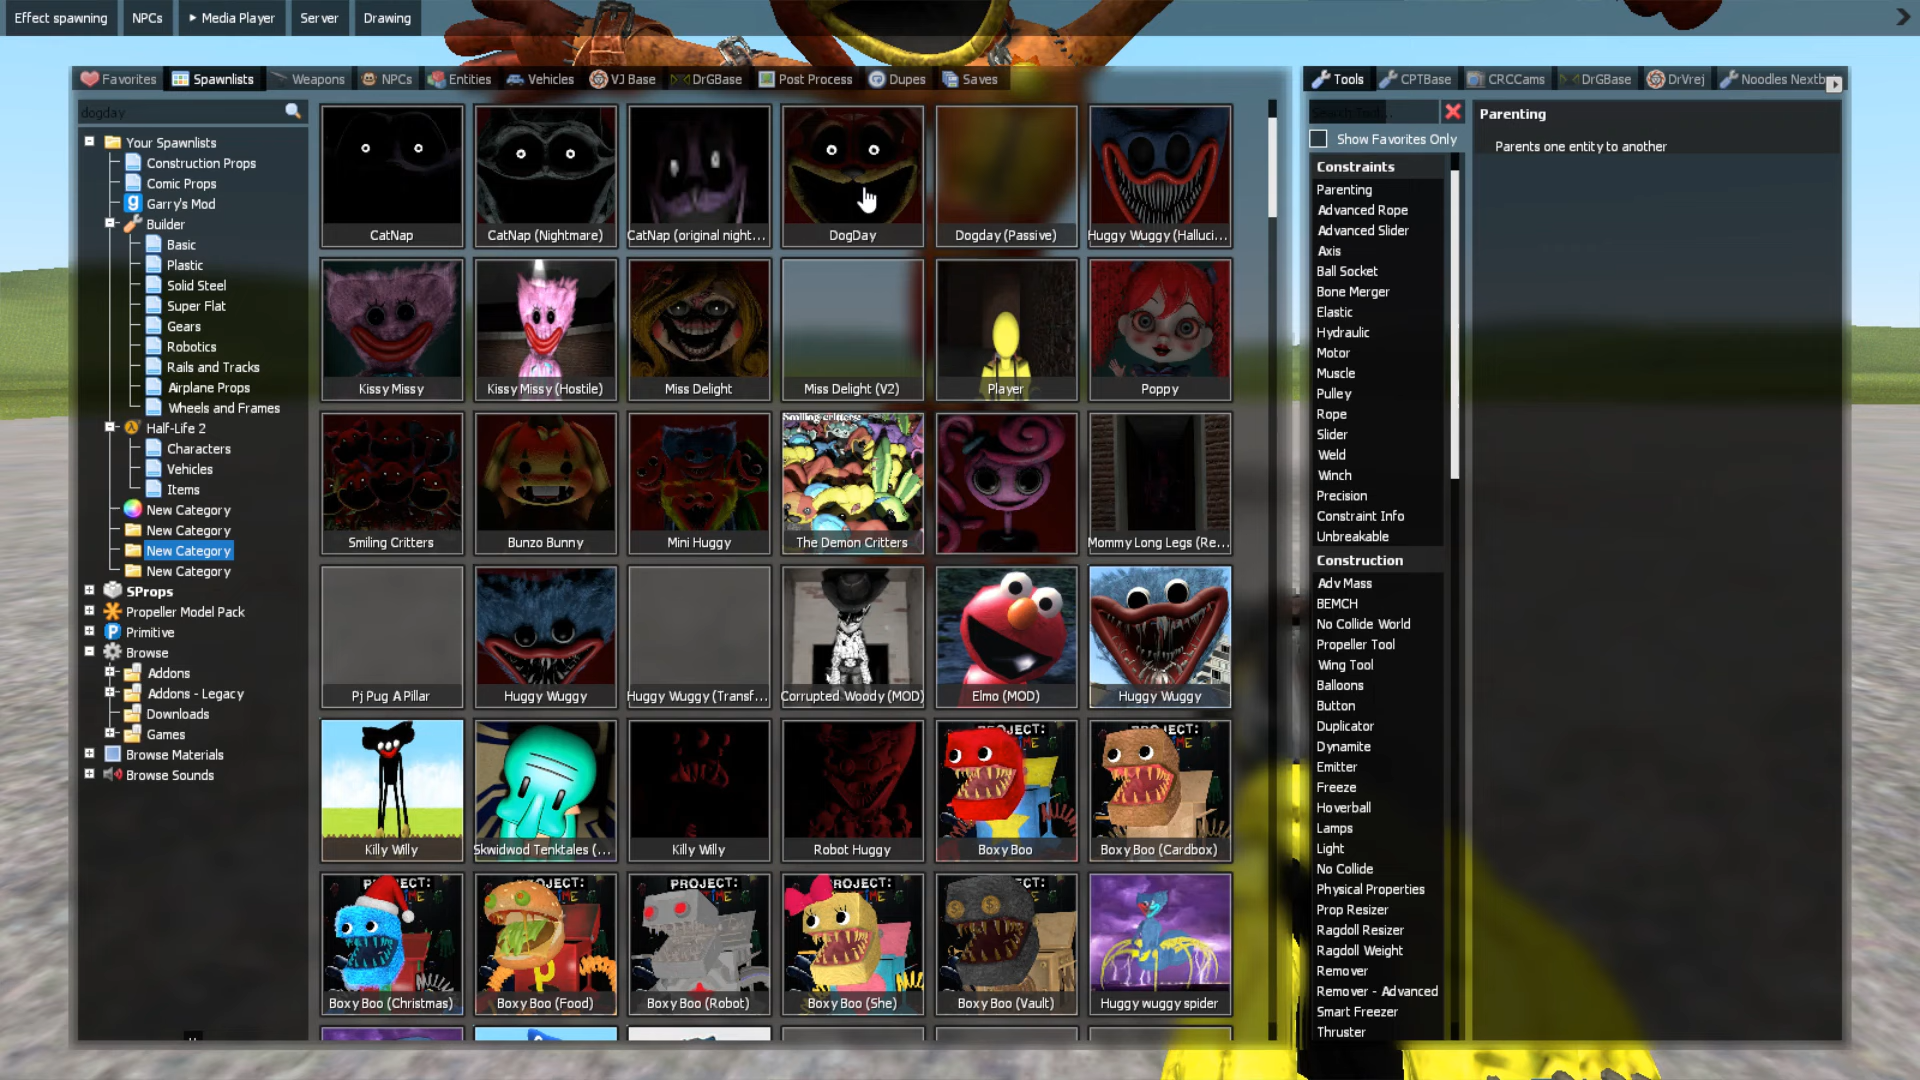 Effect spawning
NPCs
Media Player
Server
Drawing
Favorites
Spawnlists
Weapons
NPCs
Entities
Vehicles
VJ Base
DrGBase
Post Process
Dupes
Saves
dogday
Your Spawnlists
Construction Props
Comic Props
g Garry's Mod
Builder
Basic
Plastic
Solid Steel
Super Flat
Gears
Robotics
Rails and Tracks
Airplane Props
Wheels and Frames
Half-Life 2
Characters
Vehicles
Items
New Category
New Category
New Category
New Category
SProps
Propeller Model Pack
P Primitive
Browse
Addons
Addons - Legacy
Downloads
Games
Browse Materials
Browse Sounds
CatNap
CatNap (Nightmare)
CatNap (original night...
DogDay
Dogday (Passive)
Huggy Wuggy (Halluci...
Kissy Missy
Kissy Missy (Hostile)
Miss Delight
Miss Delight (V2)
Player
Poppy
Smiling Critters
Bunzo Bunny
Mini Huggy
Smiling critters:
The Demon Critters
Mommy Long Legs (Re...
Pj Pug A Pillar
Huggy Wuggy
Huggy Wuggy (Transf...
Corrupted Woody (MOD)
Elmo (MOD)
Huggy Wuggy
Killy Willy
Skwidwod Tenktales (...
Killy Willy
Robot Huggy
PROJECT:
Boxy Boo
PROJECT:
Boxy Boo (Cardbox)
PROJECT:
Boxy Boo (Christmas)
Boxy Boo (Food)
PROJECT:
Boxy Boo (Robot)
Boxy Boo (She)
Boxy Boo (Vault)
Huggy wuggy spider
Tools
CPTBase
CRCCams
DrGBase
DrVrej
Noodles Nextb
Search Tool...
Show Favorites Only
Constraints
Parenting
Advanced Rope
Advanced Slider
Axis
Ball Socket
Bone Merger
Elastic
Hydraulic
Motor
Muscle
Pulley
Rope
Slider
Weld
Winch
Precision
Constraint Info
Unbreakable
Construction
Adv Mass
BEMCH
No Collide World
Propeller Tool
Wing Tool
Balloons
Button
Duplicator
Dynamite
Emitter
Freeze
Hoverball
Lamps
Light
No Collide
Physical Properties
Prop Resizer
Ragdoll Resizer
Ragdoll Weight
Remover
Remover - Advanced
Smart Freezer
Thruster
Parenting
Parents one entity to another